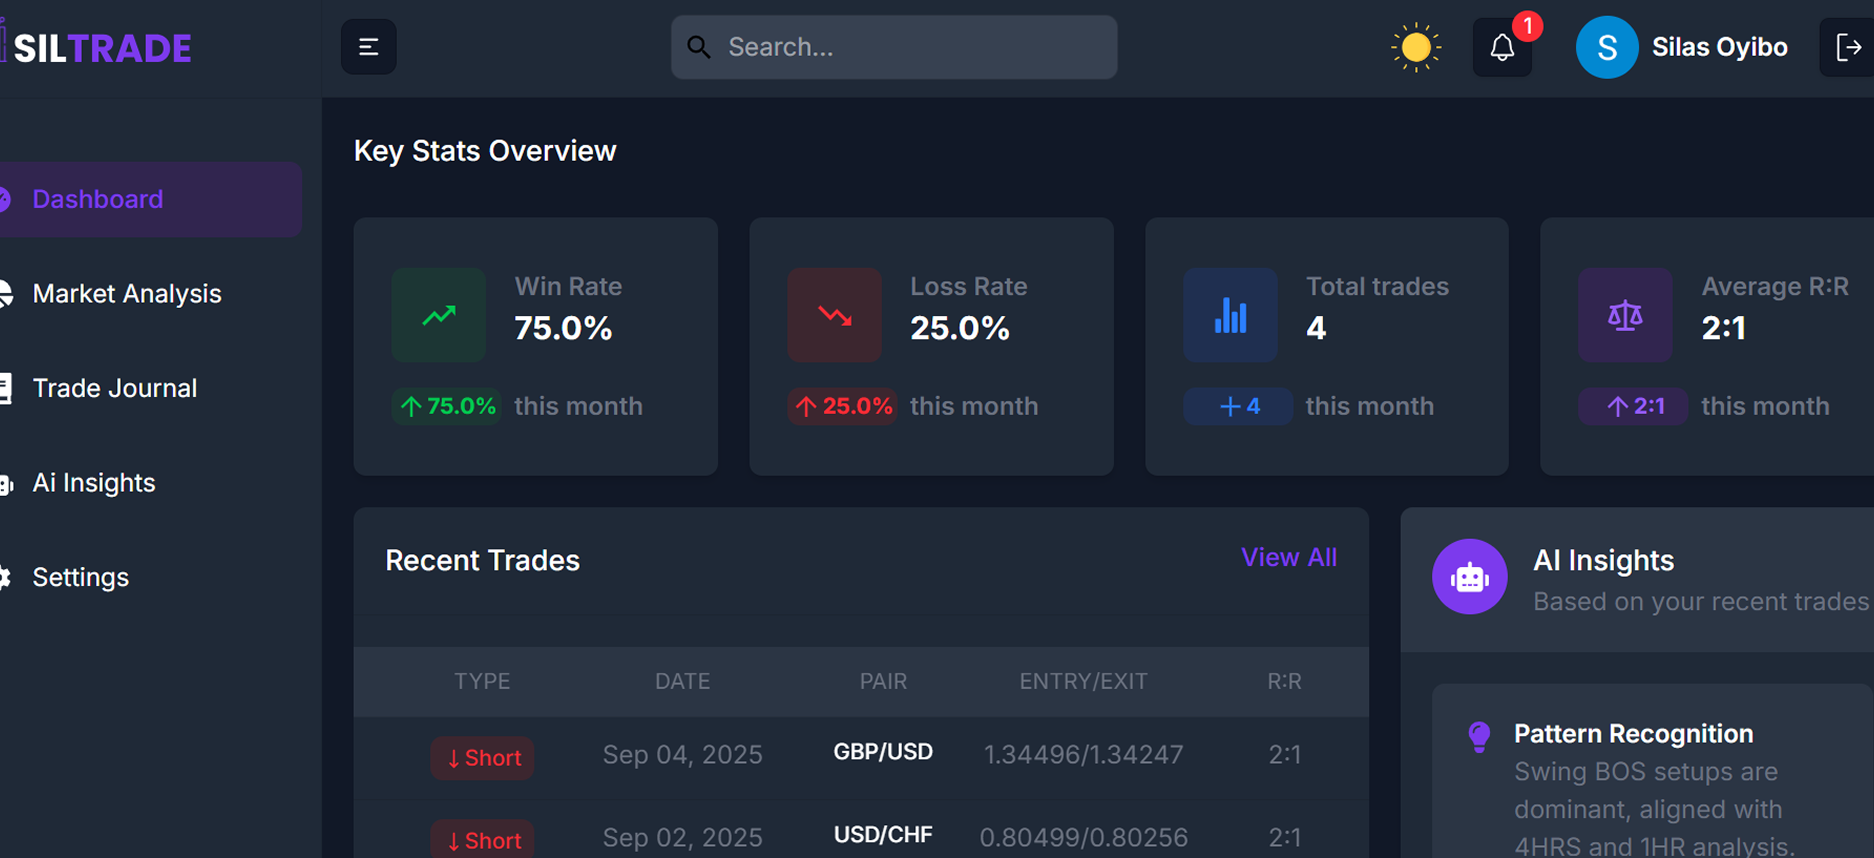 SILTRADE
Search...
1
S
Silas Oyibo
Dashboard
Market Analysis
Trade Journal
Ai Insights
Settings
Key Stats Overview
Win Rate
75.0%
↑ 75.0% this month
Loss Rate
25.0%
↑ 25.0% this month
Total trades
4
+ 4 this month
Average R:R
2:1
↑ 2:1 this month
Recent Trades
View All
TYPE DATE PAIR ENTRY/EXIT R:R
↓ Short Sep 04, 2025 GBP/USD 1.34496/1.34247 2:1
↓ Short Sep 02, 2025 USD/CHF 0.80499/0.80256 2:1
AI Insights
Based on your recent trades
Pattern Recognition
Swing BOS setups are
dominant, aligned with
4HRS and 1HR analysis.